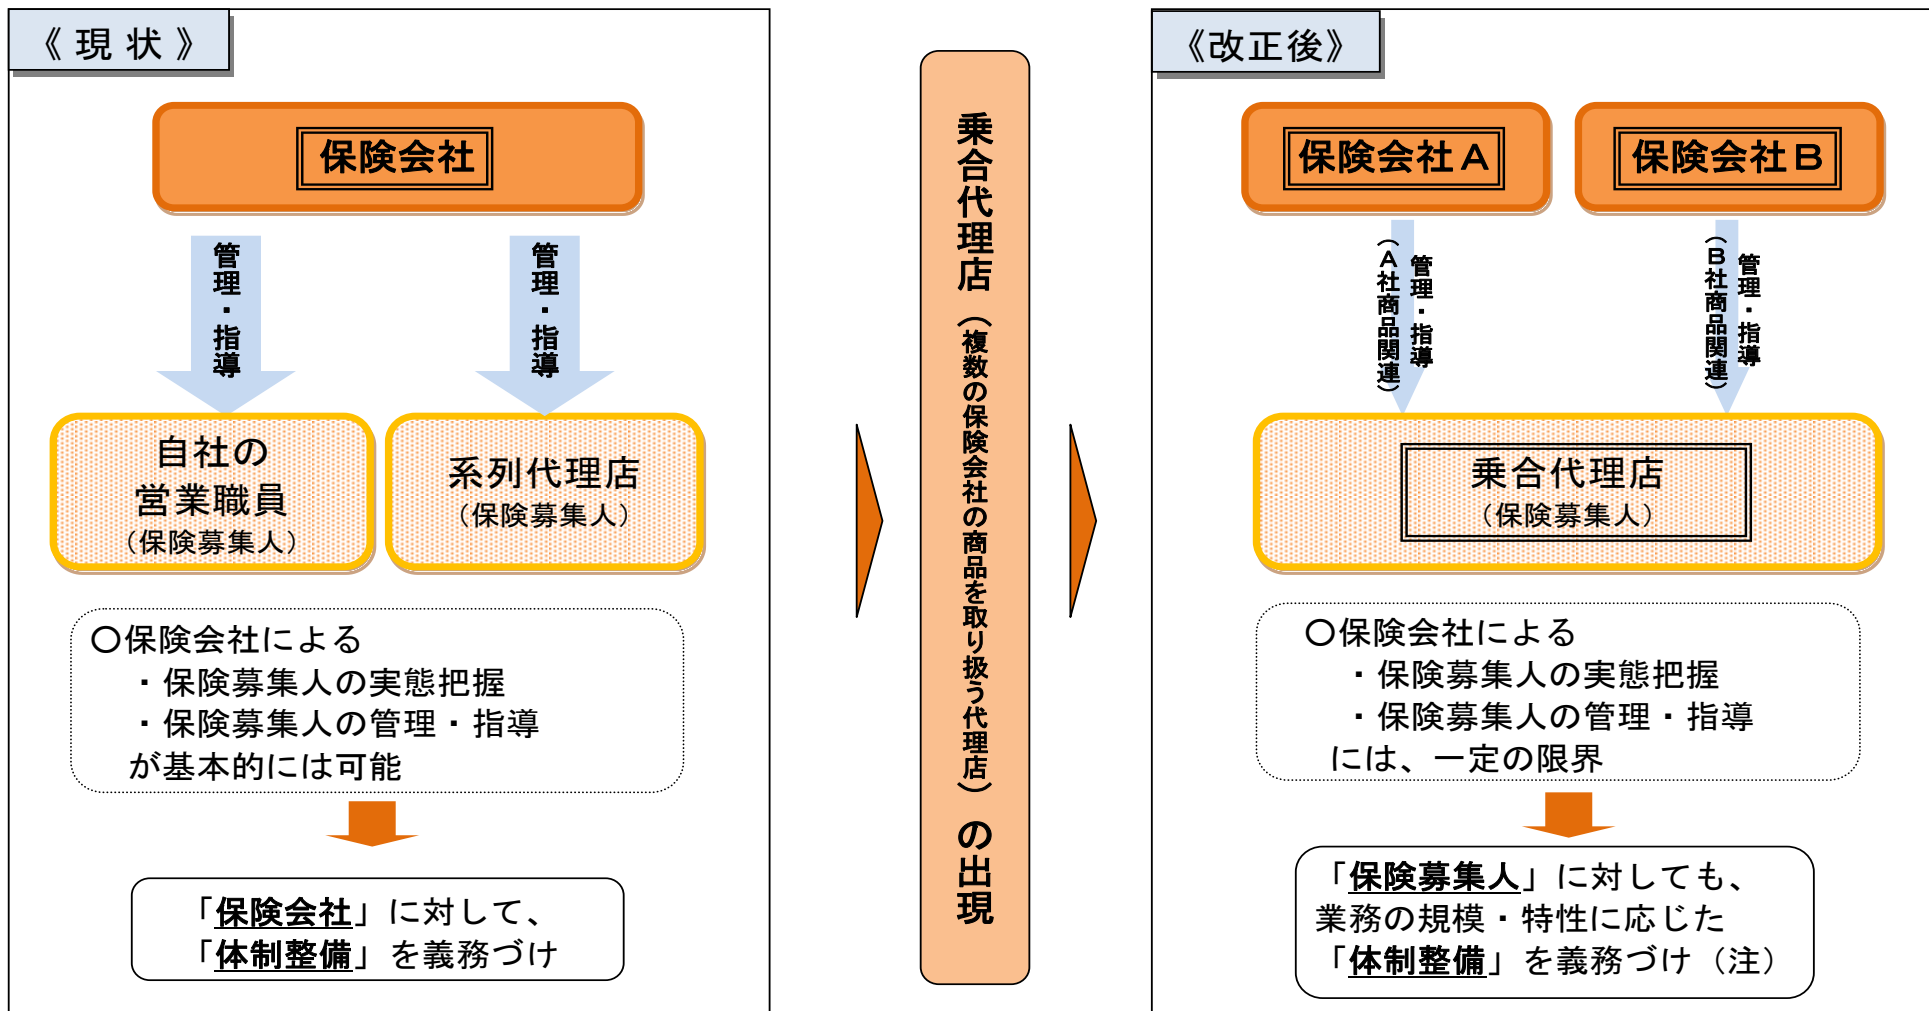 《 現 状 》
保険会社
管理・指導
管理・指導
自社の
営業職員
（保険募集人）
系列代理店
（保険募集人）
○保険会社による
・保険募集人の実態把握
・保険募集人の管理・指導
が基本的には可能
「保険会社」に対して、
「体制整備」を義務づけ
乗合代理店（複数の保険会社の商品を取り扱う代理店）の出現
《改正後》
保険会社Ａ
保険会社Ｂ
管理・指導
（Ａ社商品関連）
管理・指導
（Ｂ社商品関連）
乗合代理店
（保険募集人）
○保険会社による
・保険募集人の実態把握
・保険募集人の管理・指導
には、一定の限界
「保険募集人」に対しても、
業務の規模・特性に応じた
「体制整備」を義務づけ（注）